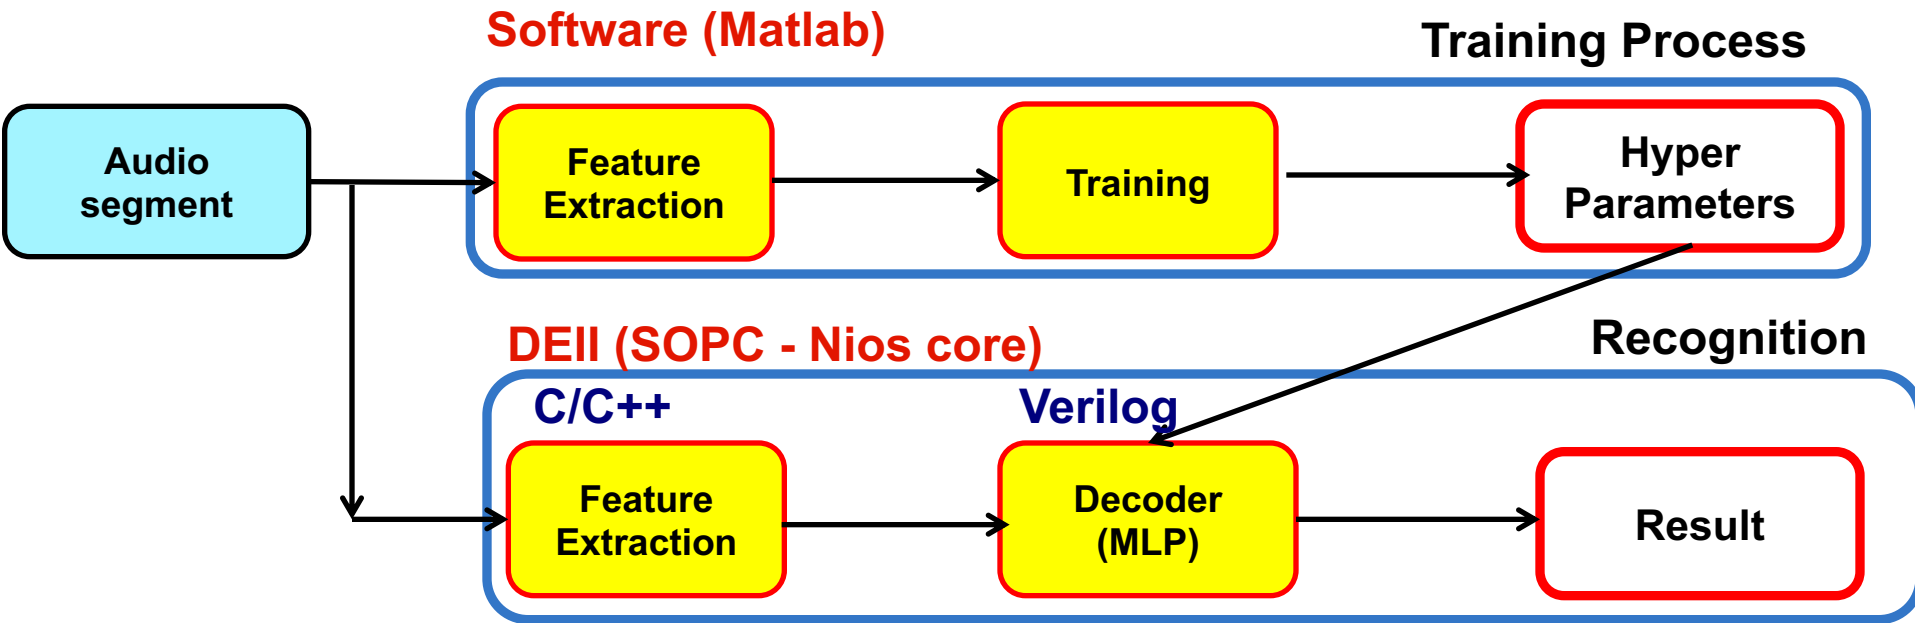 Software (Matlab)
Training Process
Audio
segment
Feature
Extraction
Training
Hyper
Parameters
DEII (SOPC - Nios core)
Recognition
C/C++
Verilog
Feature
Extraction
Decoder
(MLP)
Result